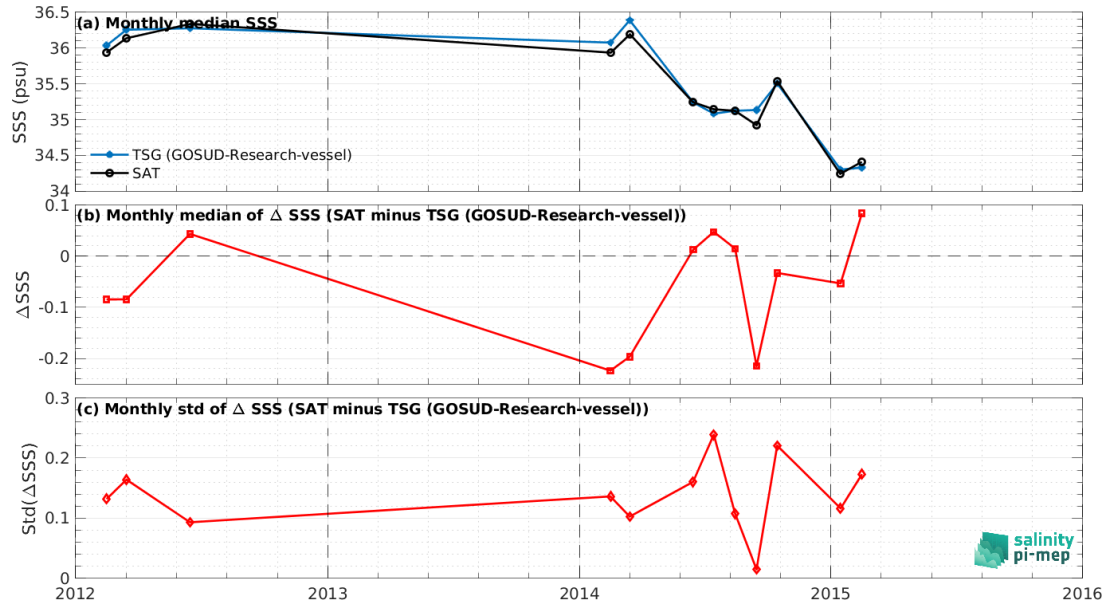 (a) Monthly median SSS
36.5
36
35.5
35
34.5
34
SSS (psu)
TSG (GOSUD-Research-vessel)
SAT
(b) Monthly median of Δ SSS (SAT minus TSG (GOSUD-Research-vessel))
0.1
0
-0.1
-0.2
ΔSSS
(c) Monthly std of Δ SSS (SAT minus TSG (GOSUD-Research-vessel))
0.3
0.2
0.1
0
Std(ΔSSS)
2012
2013
2014
2015
2016
salinity
pi-mep